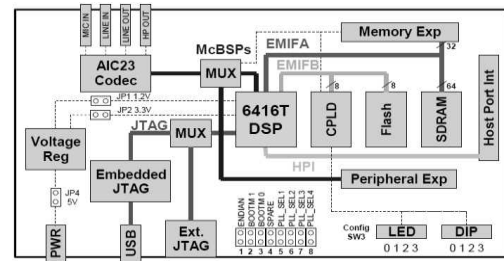 MIC IN
LINE IN
LINE OUT
HP OUT
AIC23
Codec
McBSPs
MUX
EMIFA
EMIFB
Memory Exp
32
8
8
64
6416T
DSP
CPLD
Flash
SDRAM
Host Port Int
JP1 1.2V
JP2 3.3V
Voltage
Reg
JTAG
MUX
HPI
Embedded
JTAG
JP4
5V
Peripheral Exp
ENDIAN
BOOTM 1
BOOTM 0
SPARE
PLL_SEL1
PLL_SEL2
PLL_SEL3
PLL_SEL4
1 2 3 4 5 6 7 8
Config
SW3
LED
DIP
0 1 2 3
0 1 2 3
PWR
USB
Ext.
JTAG